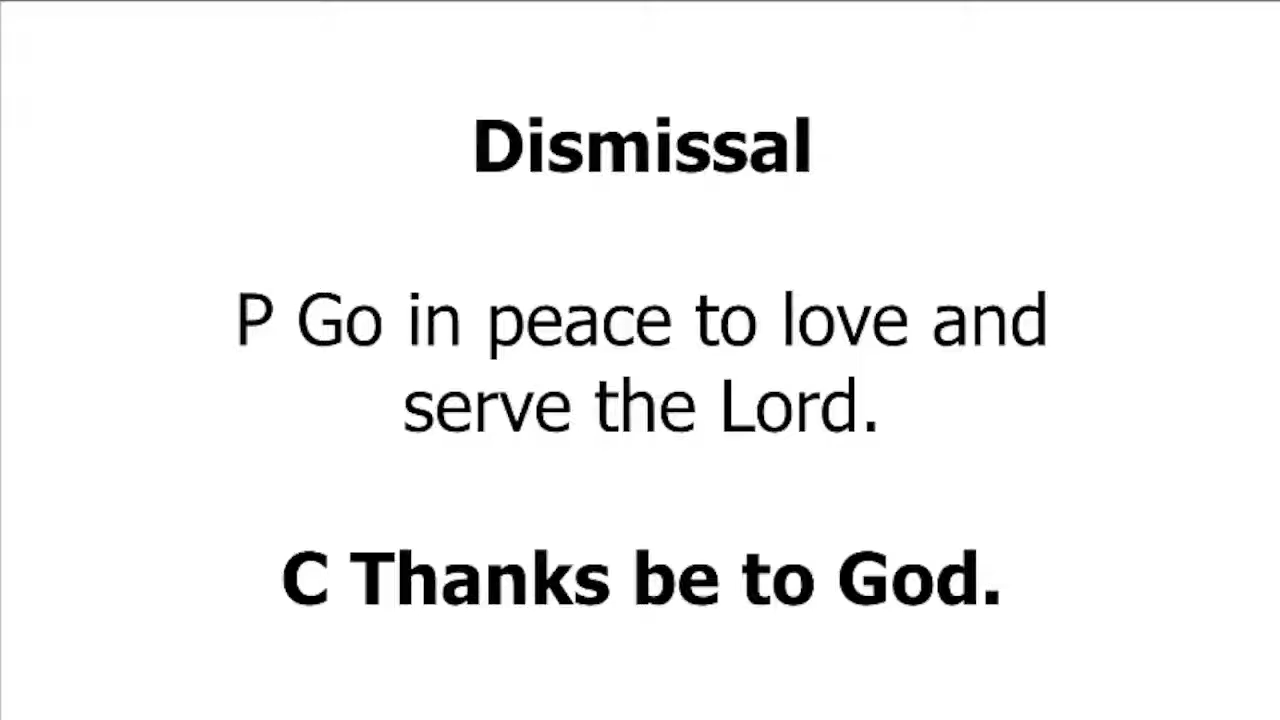 Dismissal
P Go in peace to love and
serve the Lord.
C Thanks be to God.